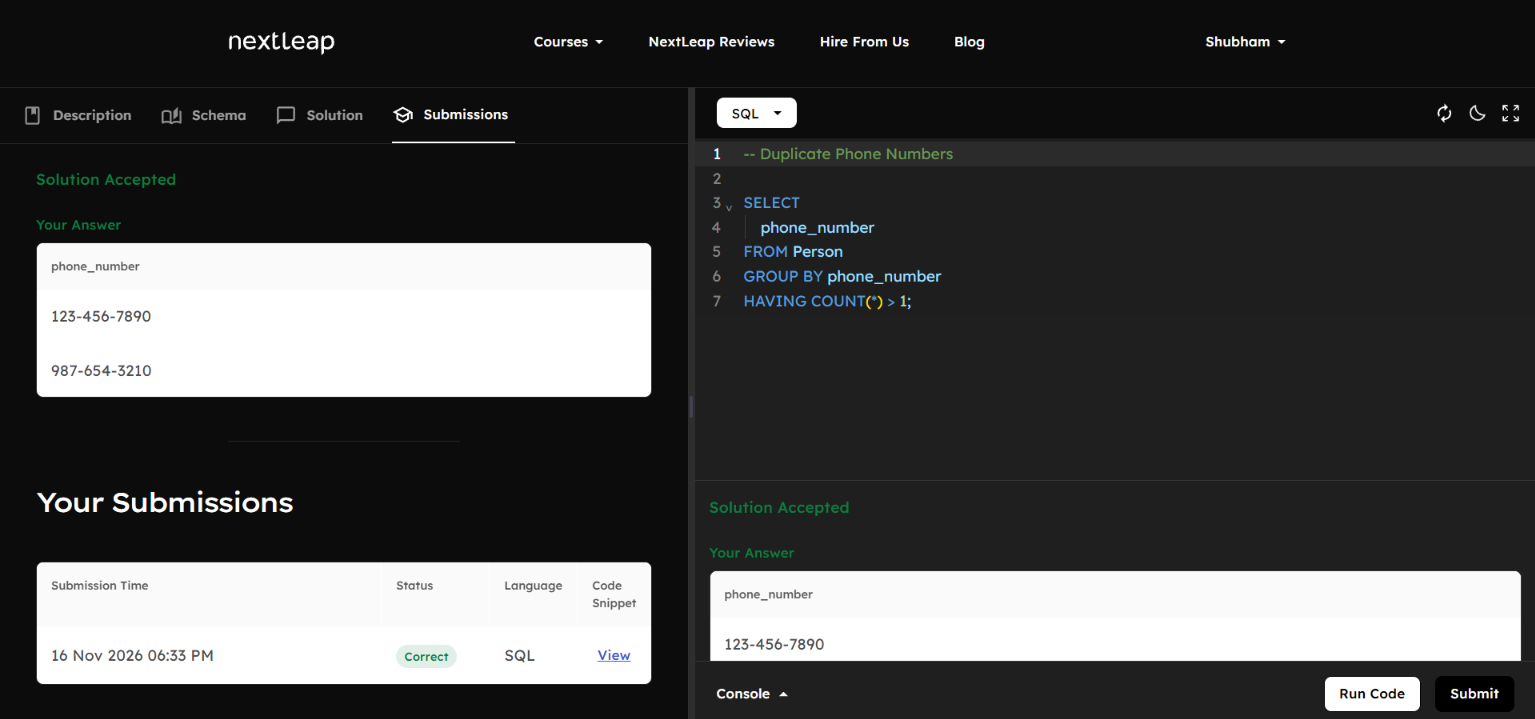 nextleap
Courses
NextLeap Reviews
Hire From Us
Blog
Shubham
Description
Schema
Solution
Submissions
Solution Accepted
Your Answer
phone_number
123-456-7890
987-654-3210
Your Submissions
Submission Time Status Language Code Snippet
16 Nov 2026 06:33 PM Correct SQL View
SQL
1 -- Duplicate Phone Numbers
2
3 SELECT
4 phone_number
5 FROM Person
6 GROUP BY phone_number
7 HAVING COUNT(*) > 1;
Solution Accepted
Your Answer
phone_number
123-456-7890
Console
Run Code
Submit